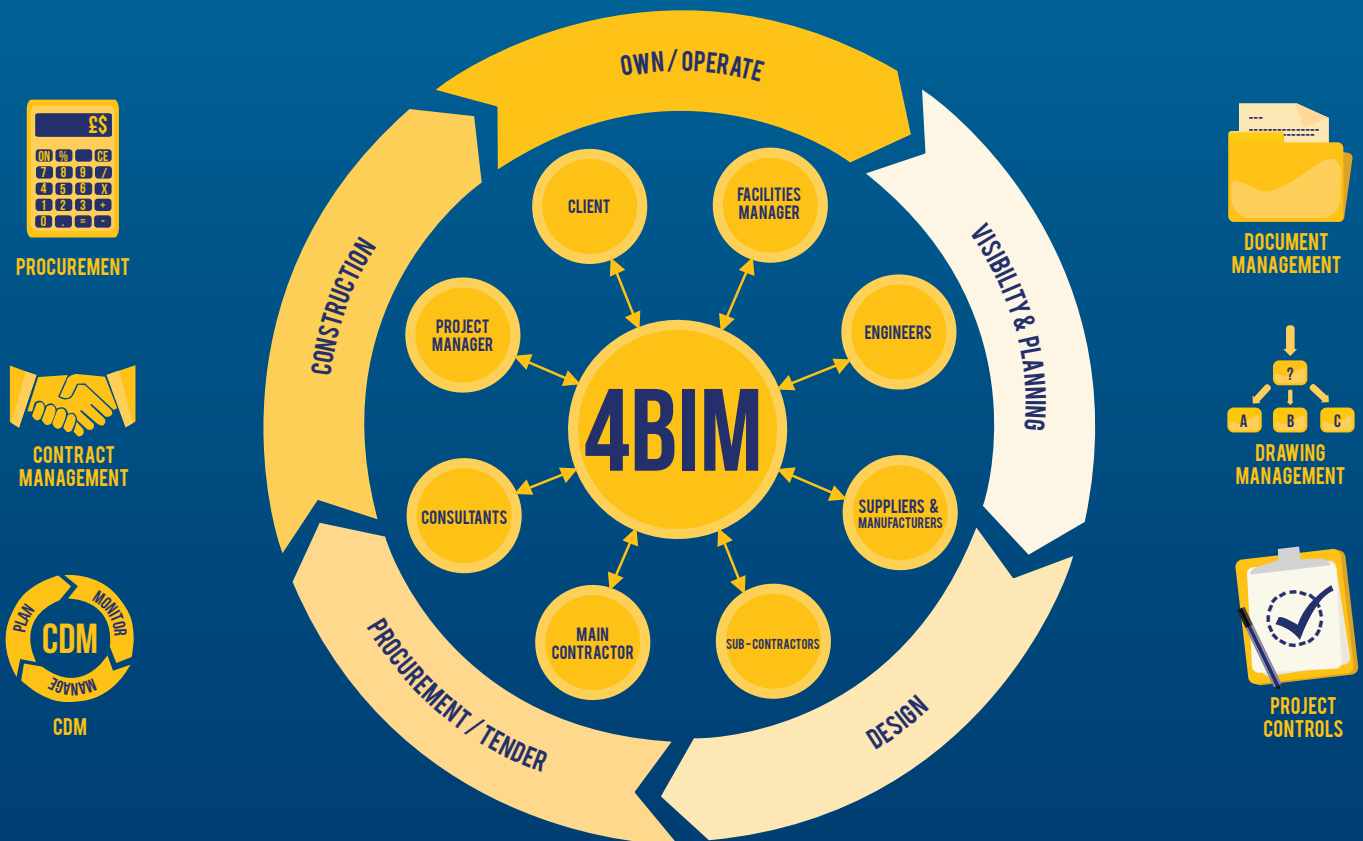 OWN / OPERATE
VISIBILITY & PLANNING
DESIGN
PROCUREMENT / TENDER
CONSTRUCTION
CLIENT
FACILITIES
MANAGER
ENGINEERS
SUPPLIERS &
MANUFACTURERS
SUB-CONTRACTORS
MAIN
CONTRACTOR
CONSULTANTS
PROJECT
MANAGER
4BIM
£$
ON % CE
7 8 9 /
4 5 6 X
1 2 3 +
0 . = -
PROCUREMENT
CONTRACT
MANAGEMENT
PLAN
MONITOR
MANAGE
CDM
CDM
DOCUMENT
MANAGEMENT
?
A B C
DRAWING
MANAGEMENT
PROJECT
CONTROLS